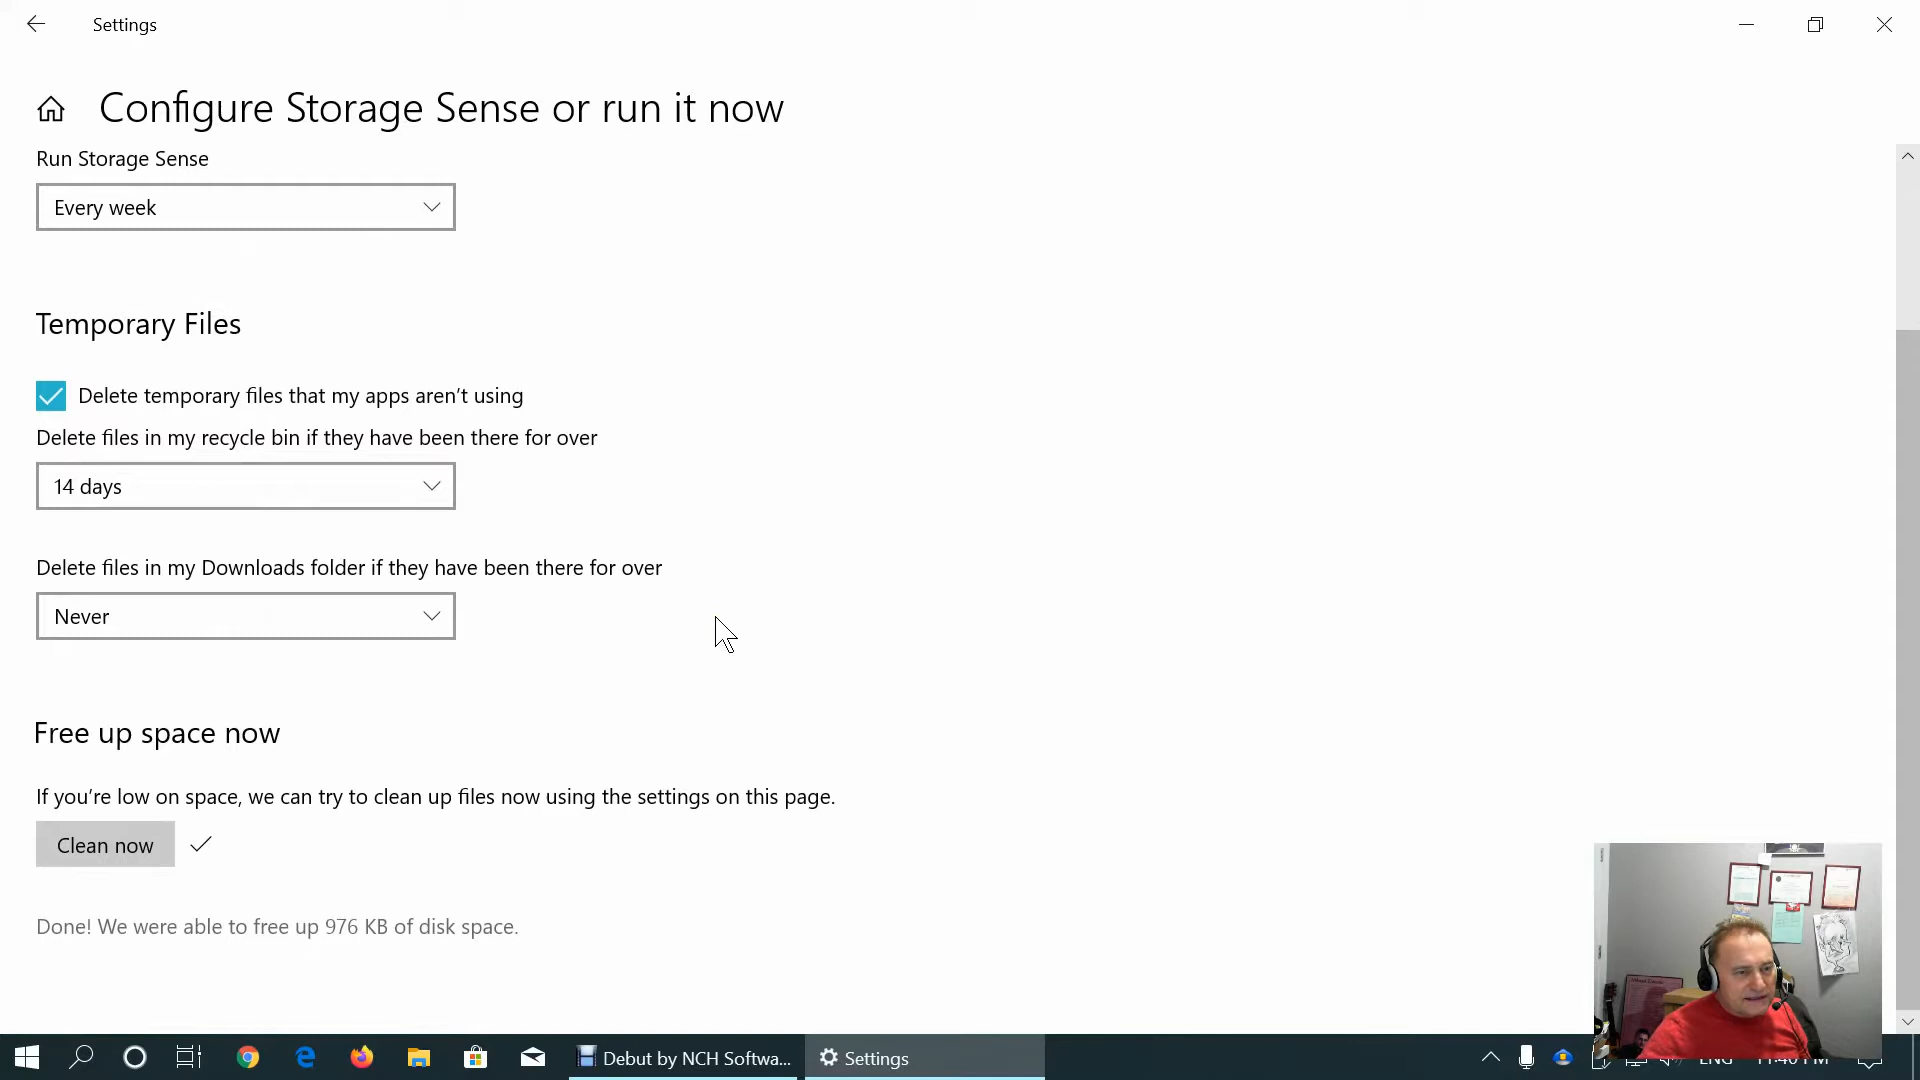 Settings
Configure Storage Sense or run it now
Run Storage Sense
Every week
Temporary Files
Delete temporary files that my apps aren't using
Delete files in my recycle bin if they have been there for over
14 days
Delete files in my Downloads folder if they have been there for over
Never
Free up space now
If you're low on space, we can try to clean up files now using the settings on this page.
Clean now
Done! We were able to free up 976 KB of disk space.
Debut by NCH Softwa...
Settings